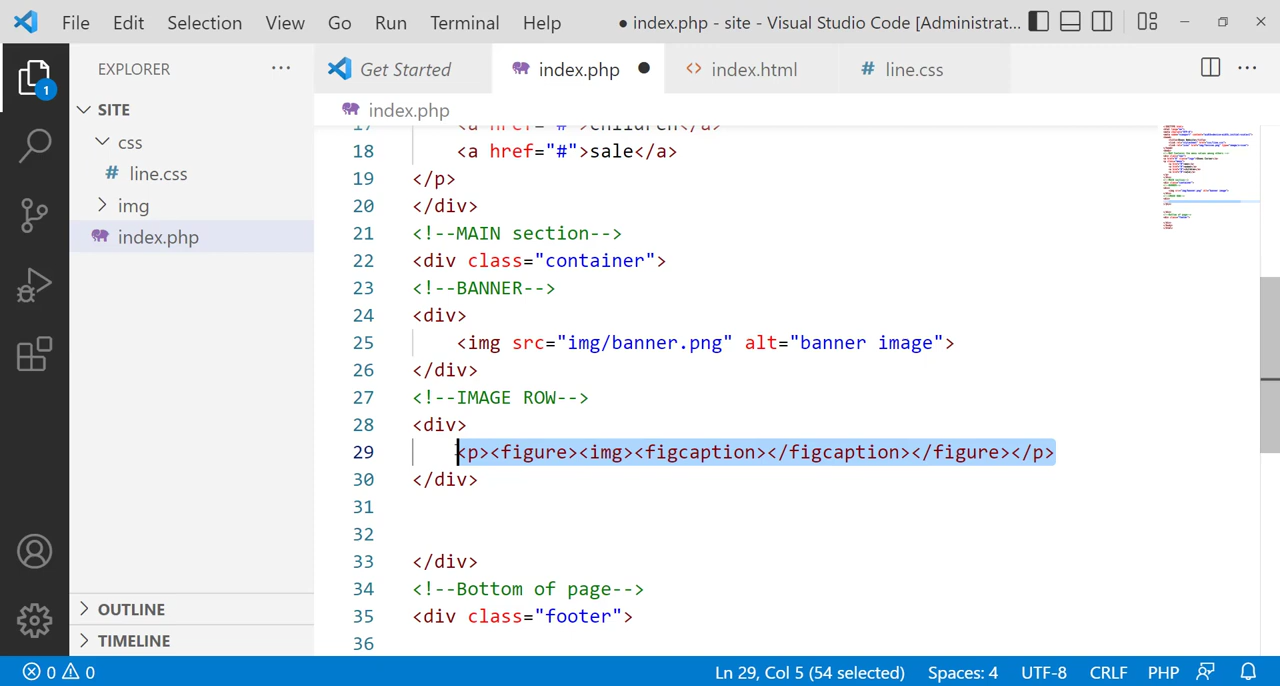 File Edit Selection View Go Run Terminal Help ● index.php - site - Visual Studio Code [Administrat...
EXPLORER ...
Get Started index.php ● index.html line.css
index.php
1
SITE
css
line.css
img
index.php
17 <a href="#">children</a>
18 <a href="#">sale</a>
19 </p>
20 </div>
21 <!--MAIN section-->
22 <div class="container">
23 <!--BANNER-->
24 <div>
25 <img src="img/banner.png" alt="banner image">
26 </div>
27 <!--IMAGE ROW-->
28 <div>
29 <p><figure><img><figcaption></figcaption></figure></p>
30 </div>
31
32
33 </div>
34 <!--Bottom of page-->
35 <div class="footer">
36
OUTLINE
TIMELINE
0 0 Ln 29, Col 5 (54 selected) Spaces: 4 UTF-8 CRLF PHP